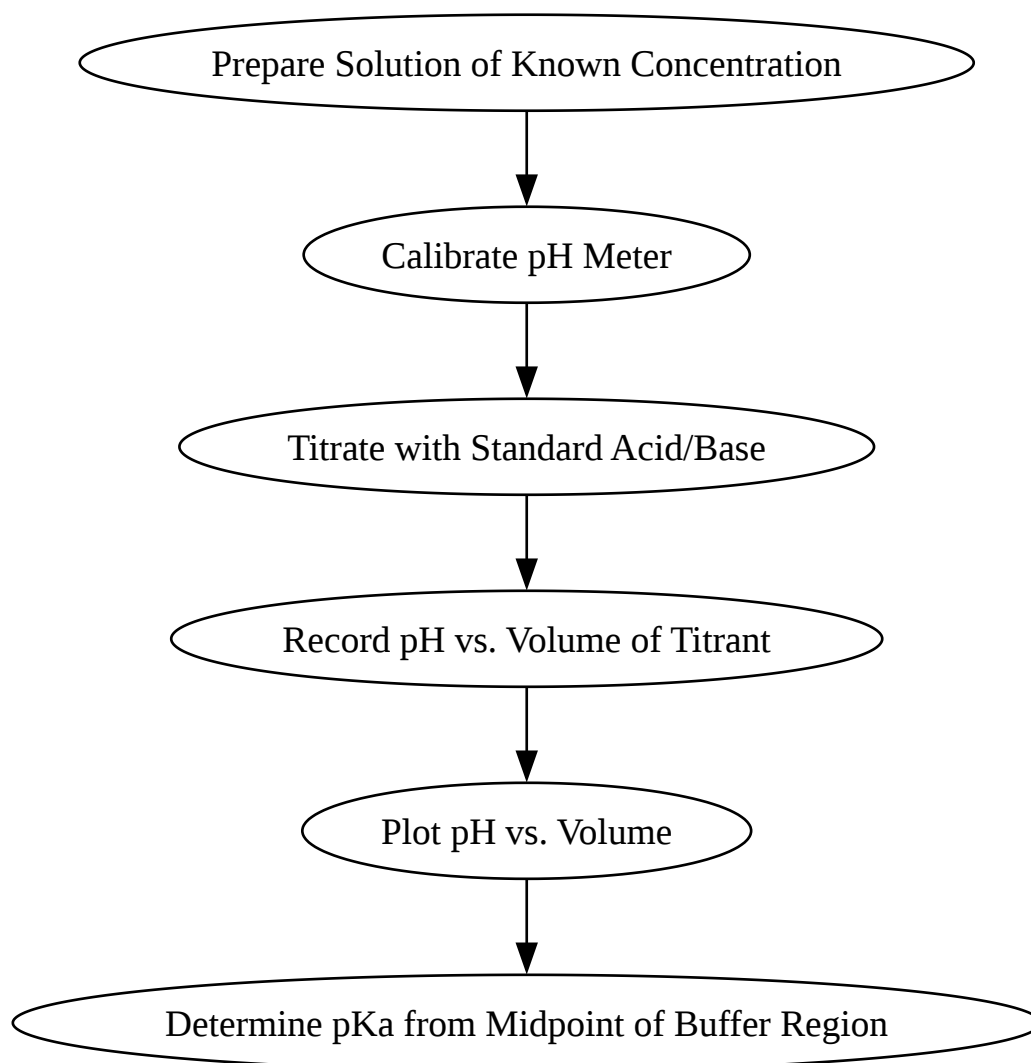 Prepare Solution of Known Concentration
Calibrate pH Meter
Titrate with Standard Acid/Base
Record pH vs. Volume of Titrant
Plot pH vs. Volume
Determine pKa from Midpoint of Buffer Region